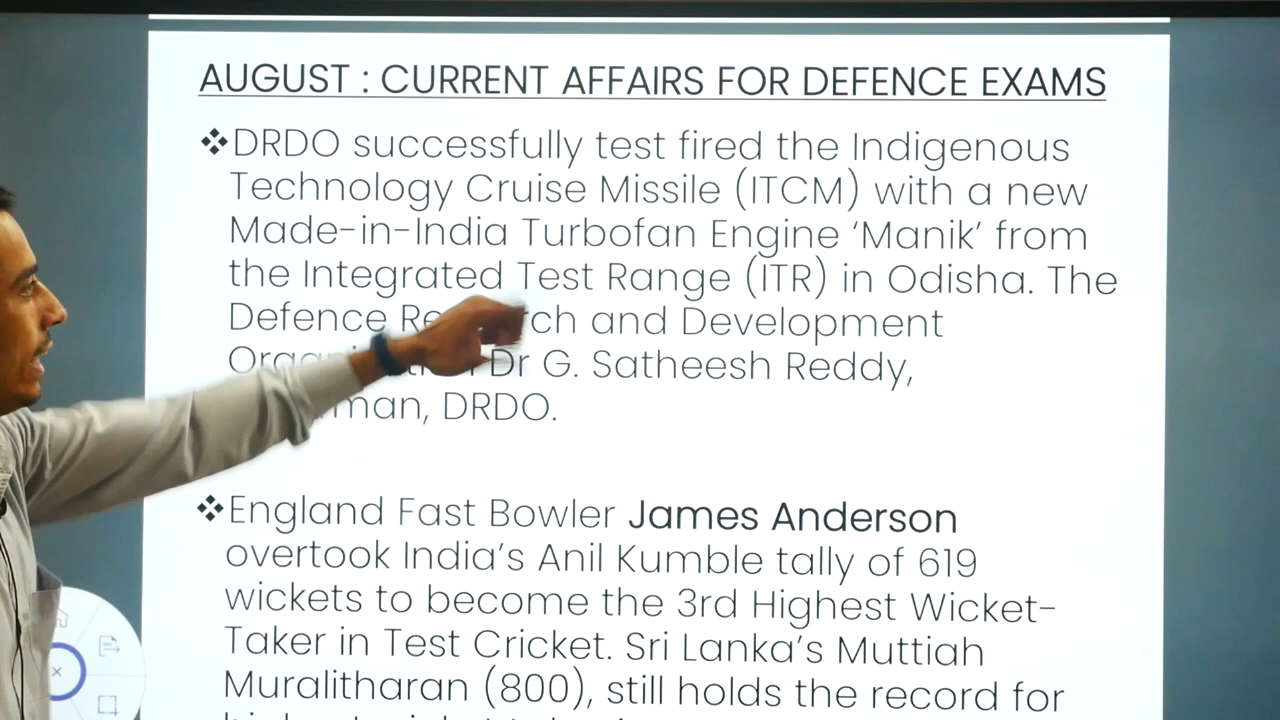 AUGUST : CURRENT AFFAIRS FOR DEFENCE EXAMS
❖DRDO successfully test fired the Indigenous
Technology Cruise Missile (ITCM) with a new
Made-in-India Turbofan Engine ‘Manik’ from
the Integrated Test Range (ITR) in Odisha. The
Defence and Development
Dr G. Satheesh Reddy,
DRDO.
❖England Fast Bowler James Anderson
overtook India’s Anil Kumble tally of 619
wickets to become the 3rd Highest Wicket-
Taker in Test Cricket. Sri Lanka’s Muttiah
Muralitharan (800), still holds the record for